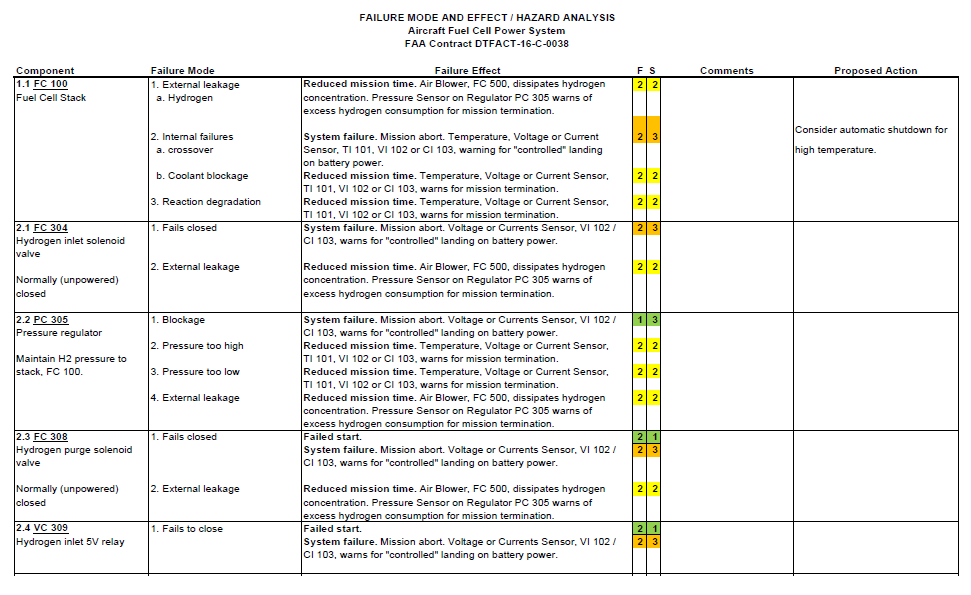 FAILURE MODE AND EFFECT / HAZARD ANALYSIS
Aircraft Fuel Cell Power System
FAA Contract DTFACT-16-C-0038
Component Failure Mode Failure Effect F S Comments Proposed Action
1.1 FC 100 1. External leakage Reduced mission time. Air Blower, FC 500, dissipates hydrogen 2 2
Fuel Cell Stack a. Hydrogen concentration. Pressure Sensor on Regulator PC 305 warns of
excess hydrogen consumption for mission termination.
2. Internal failures System failure. Mission abort. Temperature, Voltage or Current 2 3 Consider automatic shutdown for
a. crossover Sensor, TI 101, VI 102 or CI 103, warning for "controlled" landing high temperature.
on battery power.
b. Coolant blockage Reduced mission time. Temperature, Voltage or Current Sensor, 2 2
TI 101, VI 102 or CI 103, warns for mission termination.
3. Reaction degradation Reduced mission time. Temperature, Voltage or Current Sensor, 2 2
TI 101, VI 102 or CI 103, warns for mission termination.
2.1 FC 304 1. Fails closed System failure. Mission abort. Voltage or Currents Sensor, VI 102 / 2 3
Hydrogen inlet solenoid CI 103, warns for "controlled" landing on battery power.
valve
2. External leakage Reduced mission time. Air Blower, FC 500, dissipates hydrogen 2 2
Normally (unpowered) concentration. Pressure Sensor on Regulator PC 305 warns of
closed excess hydrogen consumption for mission termination.
2.2 PC 305 1. Blockage System failure. Mission abort. Voltage or Currents Sensor, VI 102 / 1 3
Pressure regulator CI 103, warns for "controlled" landing on battery power.
2. Pressure too high Reduced mission time. Temperature, Voltage or Current Sensor, 2 2
Maintain H2 pressure to TI 101, VI 102 or CI 103, warns for mission termination.
stack, FC 100. 3. Pressure too low Reduced mission time. Temperature, Voltage or Current Sensor, 2 2
TI 101, VI 102 or CI 103, warns for mission termination.
4. External leakage Reduced mission time. Air Blower, FC 500, dissipates hydrogen 2 2
concentration. Pressure Sensor on Regulator PC 305 warns of
excess hydrogen consumption for mission termination.
2.3 FC 308 1. Fails closed Failed start. 2 1
Hydrogen purge solenoid System failure. Mission abort. Voltage or Currents Sensor, VI 102 / 2 3
valve CI 103, warns for "controlled" landing on battery power.
Normally (unpowered) 2. External leakage Reduced mission time. Air Blower, FC 500, dissipates hydrogen 2 2
closed concentration. Pressure Sensor on Regulator PC 305 warns of
excess hydrogen consumption for mission termination.
2.4 VC 309 1. Fails to close Failed start. 2 1
Hydrogen inlet 5V relay System failure. Mission abort. Voltage or Currents Sensor, VI 102 / 2 3
CI 103, warns for "controlled" landing on battery power.